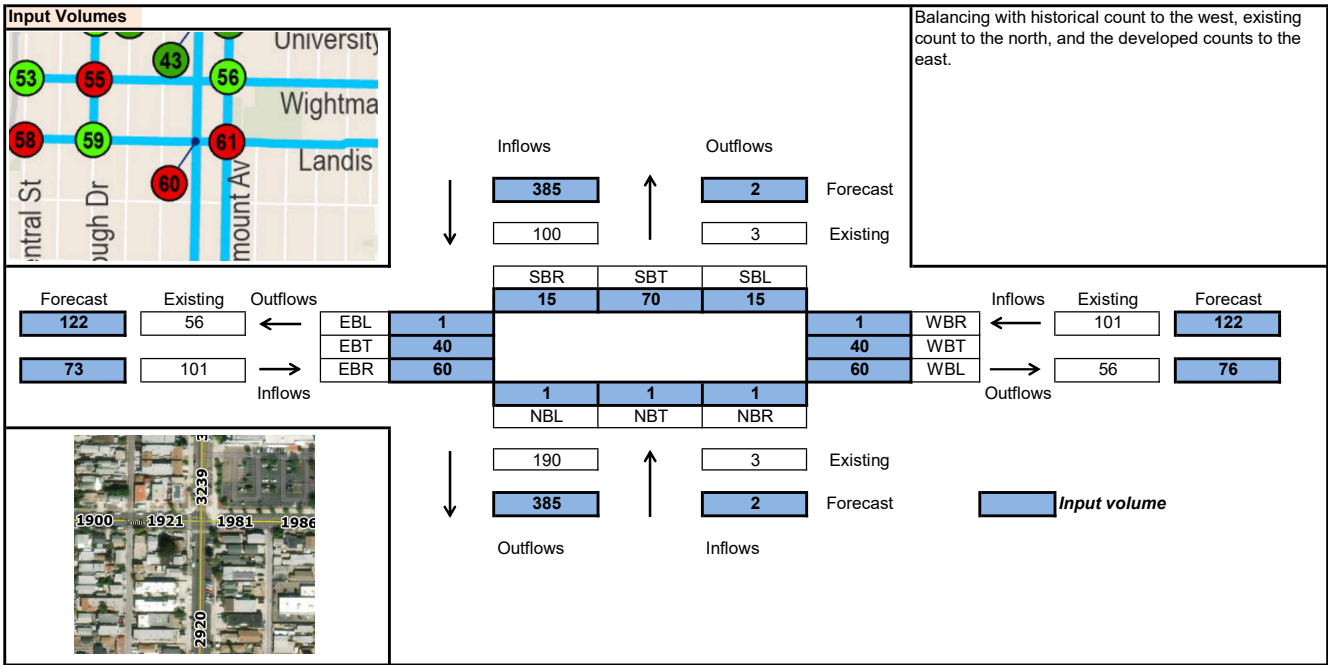 Input Volumes
Balancing with historical count to the west, existing
count to the north, and the developed counts to the
east.
University
43
53 55 56
Wightma
58 59 61
Landis
60
entral St
ough Dr
mount Av
Inflows Outflows
385 2 Forecast
100 3 Existing
SBR SBT SBL
15 70 15
Forecast Existing Outflows
122 56 EBL 1
EBT 40
73 101 EBR 60
Inflows
Inflows Existing Forecast
1 WBR 101 122
40 WBT
60 WBL 56 76
Outflows
1 1 1
NBL NBT NBR
190 3 Existing
385 2 Forecast
Outflows Inflows
Input volume
3239
1900 1921 1981 1986
2920